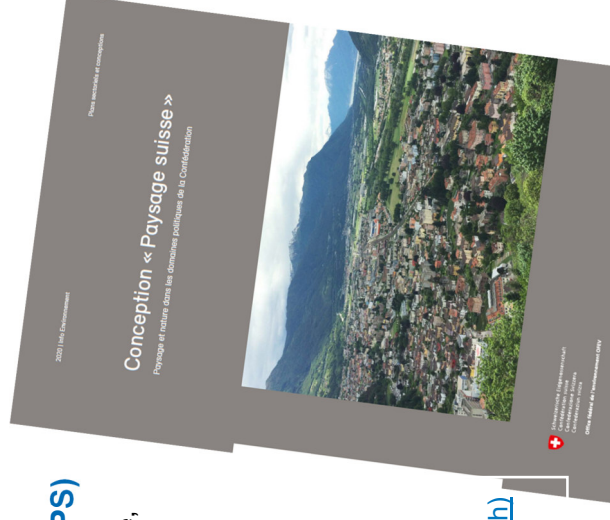 2020 | Info Environnement
Plans sectoriels et conceptions
Conception « Paysage suisse »
Paysage et nature dans les domaines politiques de la Confédération
Schweizerische Eidgenossenschaft
Confédération suisse
Confederazione Svizzera
Confederaziun svizra
Office fédéral de l'environnement OFEV
PS)
h)